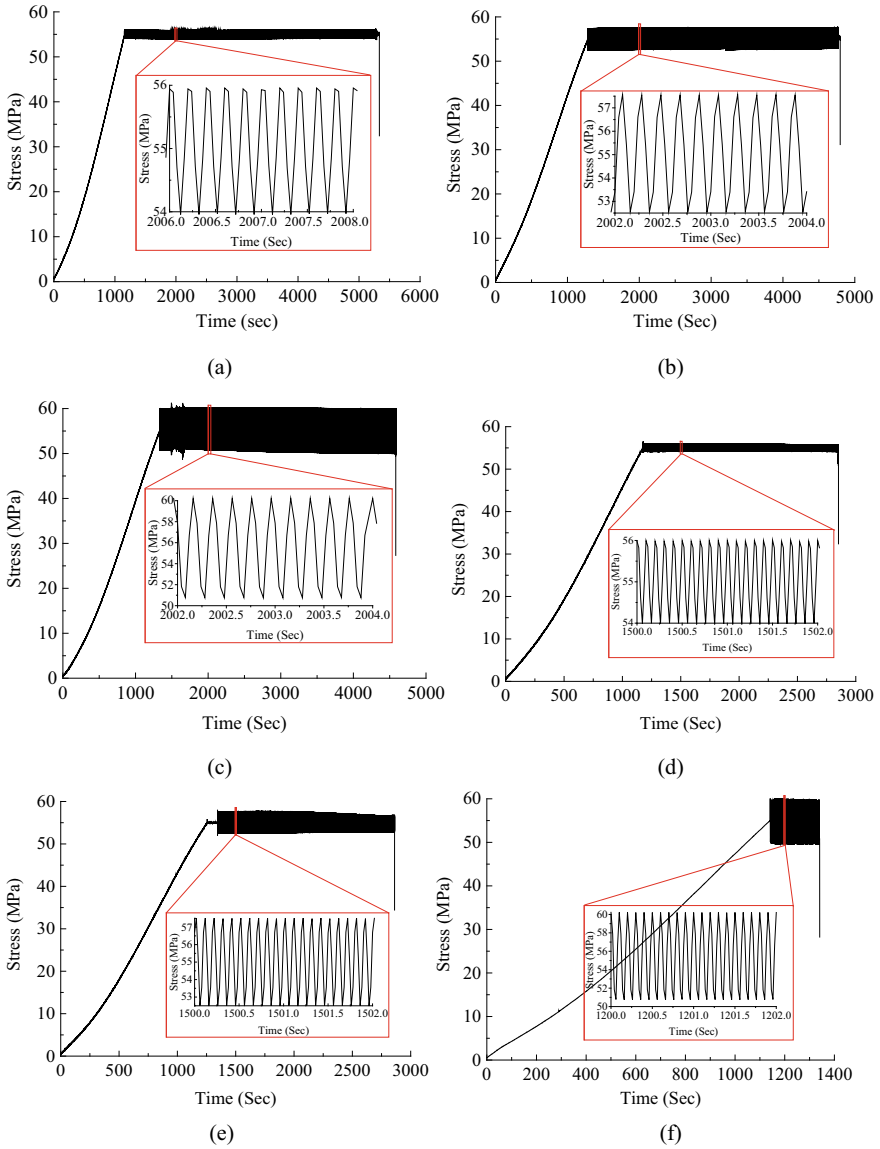 60
50
40
30
20
10
0
Stress (MPa)
0 1000 2000 3000 4000 5000 6000
Time (sec)
56
55
54
Stress (MPa)
2006.0 2006.5 2007.0 2007.5 2008.0
Time (Sec)
(a)
60
50
40
30
20
10
0
Stress (MPa)
0 1000 2000 3000 4000 5000
Time (sec)
57
56
55
54
53
Stress (MPa)
2002.0 2002.5 2003.0 2003.5 2004.0
Time (Sec)
(b)
60
50
40
30
20
10
0
Stress (MPa)
0 1000 2000 3000 4000 5000
Time (Sec)
60
58
56
54
52
50
Stress (MPa)
2002.0 2002.5 2003.0 2003.5 2004.0
Time (Sec)
(c)
60
50
40
30
20
10
0
Stress (MPa)
0 500 1000 1500 2000 2500 3000
Time (Sec)
56
55
54
Stress (MPa)
1500.0 1500.5 1501.0 1501.5 1502.0
Time (Sec)
(d)
60
50
40
30
20
10
0
Stress (MPa)
0 500 1000 1500 2000 2500 3000
Time (Sec)
57
56
55
54
53
Stress (MPa)
1500.0 1500.5 1501.0 1501.5 1502.0
Time (Sec)
(e)
60
50
40
30
20
10
0
Stress (MPa)
0 200 400 600 800 1000 1200 1400
Time (Sec)
60
58
56
54
52
50
Stress (MPa)
1200.0 1200.5 1201.0 1201.5 1202.0
Time (Sec)
(f)